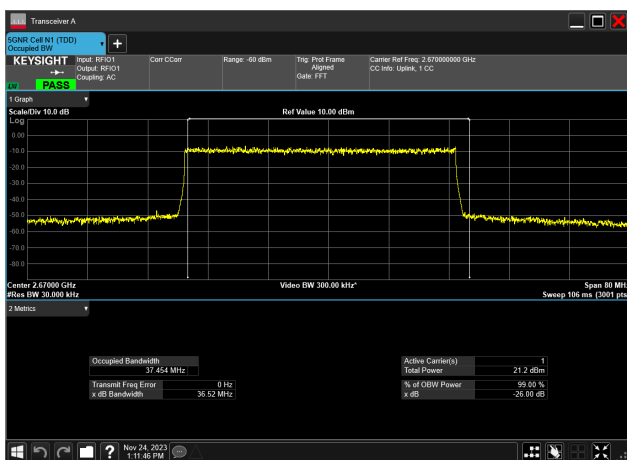 Transceiver A
5GNR Cell N1 (TDD)
Occupied BW
+
KEYSIGHT
Input: RFIO1
Output: RFIO1
Coupling: AC
Corr CCorr
Range: -60 dBm
Trig: Prot Frame
Aligned
Gate: FFT
Carrier Ref Freq: 2.670000000 GHz
CC Info: Uplink, 1 CC
PASS
1 Graph
Scale/Div 10.0 dB
Ref Value 10.00 dBm
Log
0.00
-10.0
-20.0
-30.0
-40.0
-50.0
-60.0
-70.0
-80.0
Center 2.67000 GHz
Video BW 300.00 kHz*
Span 80 MH
#Res BW 30.000 kHz
Sweep 106 ms (3001 pts
2 Metrics
Occupied Bandwidth
37.454 MHz
Active Carrier(s) 1
Total Power 21.2 dBm
Transmit Freq Error 0 Hz
x dB Bandwidth 36.52 MHz
% of OBW Power 99.00 %
x dB -26.00 dB
?
Nov 24, 2023
1:11:46 PM